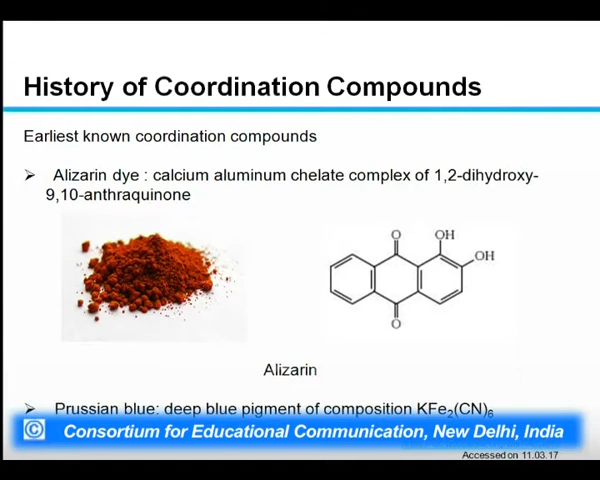 History of Coordination Compounds
Earliest known coordination compounds
➢ Alizarin dye : calcium aluminum chelate complex of 1,2-dihydroxy-
9,10-anthraquinone
O
OH
OH
O
Alizarin
➢ Prussian blue: deep blue pigment of composition KFe₂(CN)₆
© Consortium for Educational Communication, New Delhi, India
Accessed on 11.03.17